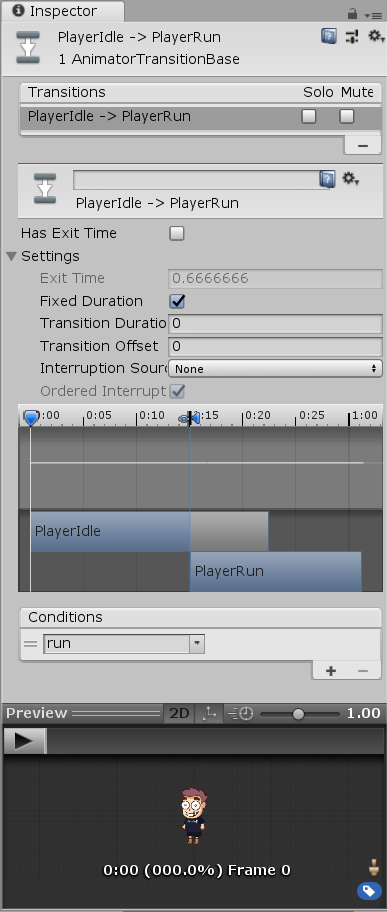 Inspector
PlayerIdle -> PlayerRun
1 AnimatorTransitionBase
Transitions Solo Mute
PlayerIdle -> PlayerRun
PlayerIdle -> PlayerRun
Has Exit Time
Settings
Exit Time 0.6666666
Fixed Duration
Transition Duratio 0
Transition Offset 0
Interruption Sour None
Ordered Interrupt
0:00 0:05 0:10 0:15 0:20 0:25 1:00
PlayerIdle
PlayerRun
Conditions
run
+ −
Preview 2D 1.00
0:00 (000.0%) Frame 0